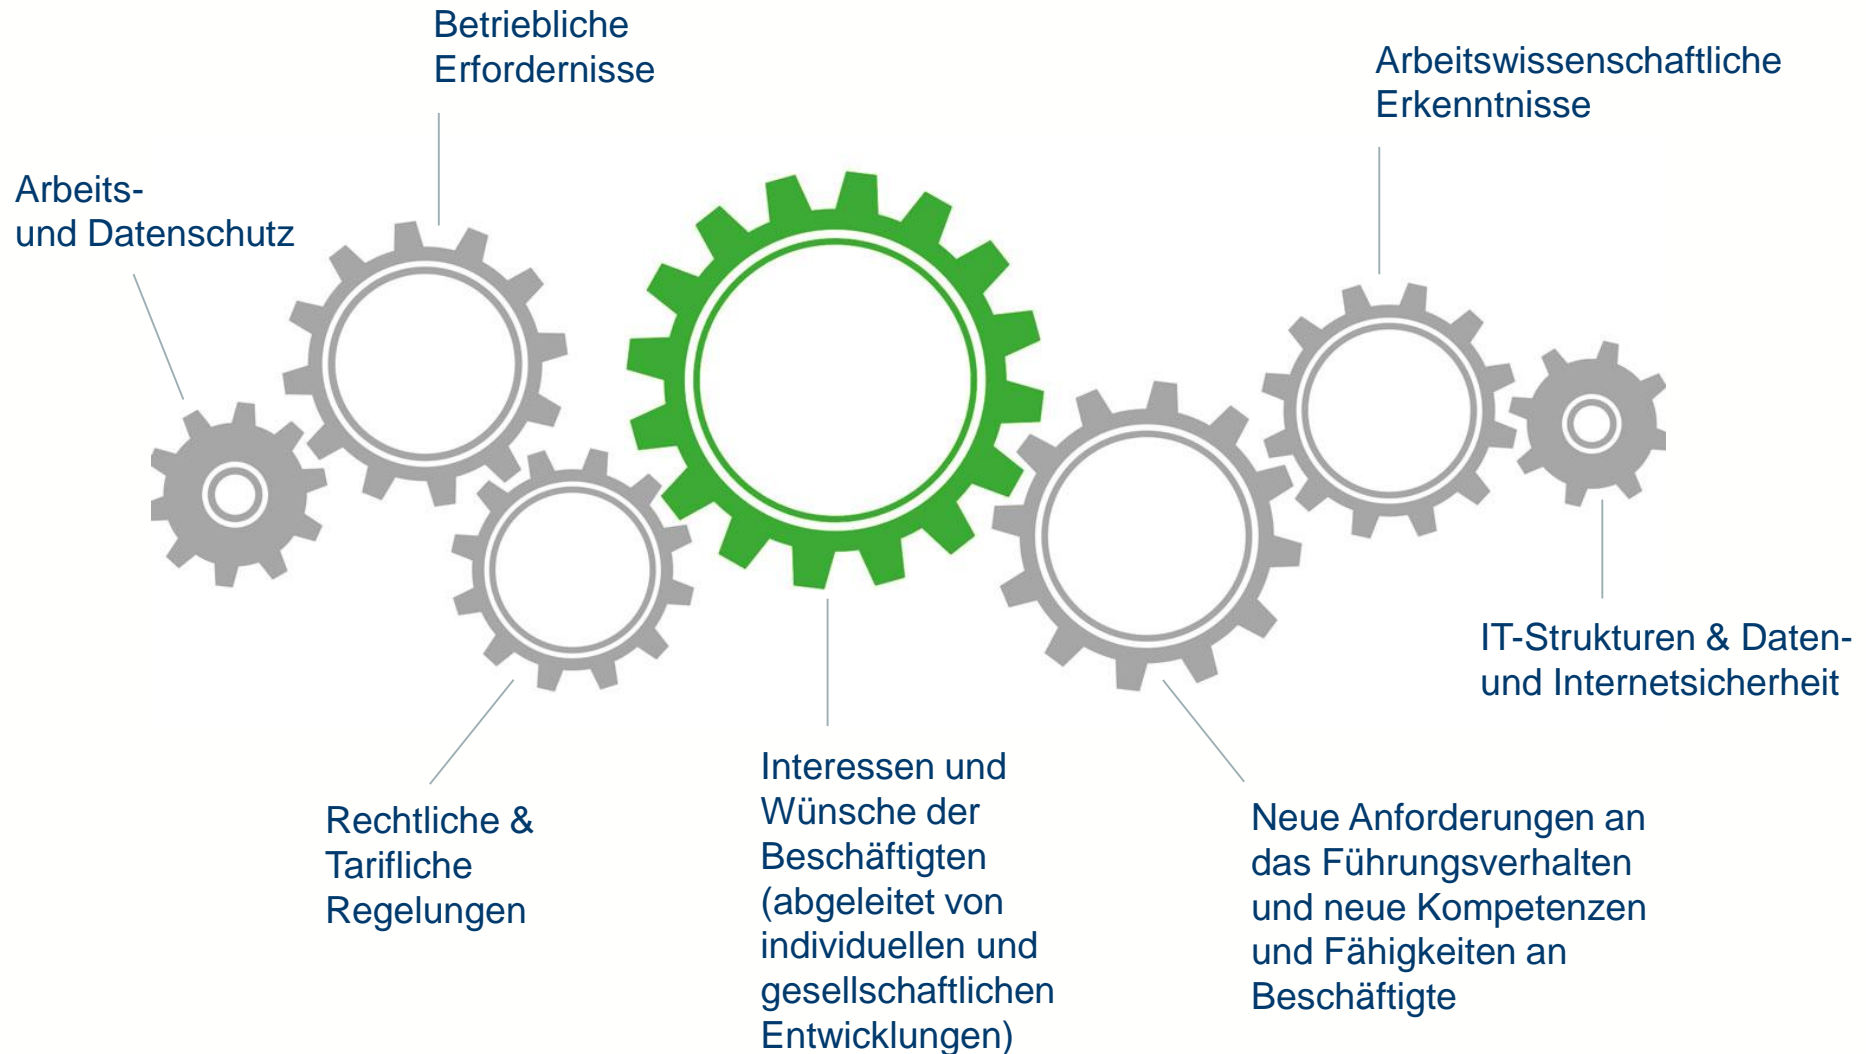 Betriebliche
Erfordernisse
Arbeitswissenschaftliche
Erkenntnisse
Arbeits-
und Datenschutz
IT-Strukturen & Daten-
und Internetsicherheit
Rechtliche &
Tarifliche
Regelungen
Interessen und
Wünsche der
Beschäftigten
(abgeleitet von
individuellen und
gesellschaftlichen
Entwicklungen)
Neue Anforderungen an
das Führungsverhalten
und neue Kompetenzen
und Fähigkeiten an
Beschäftigte